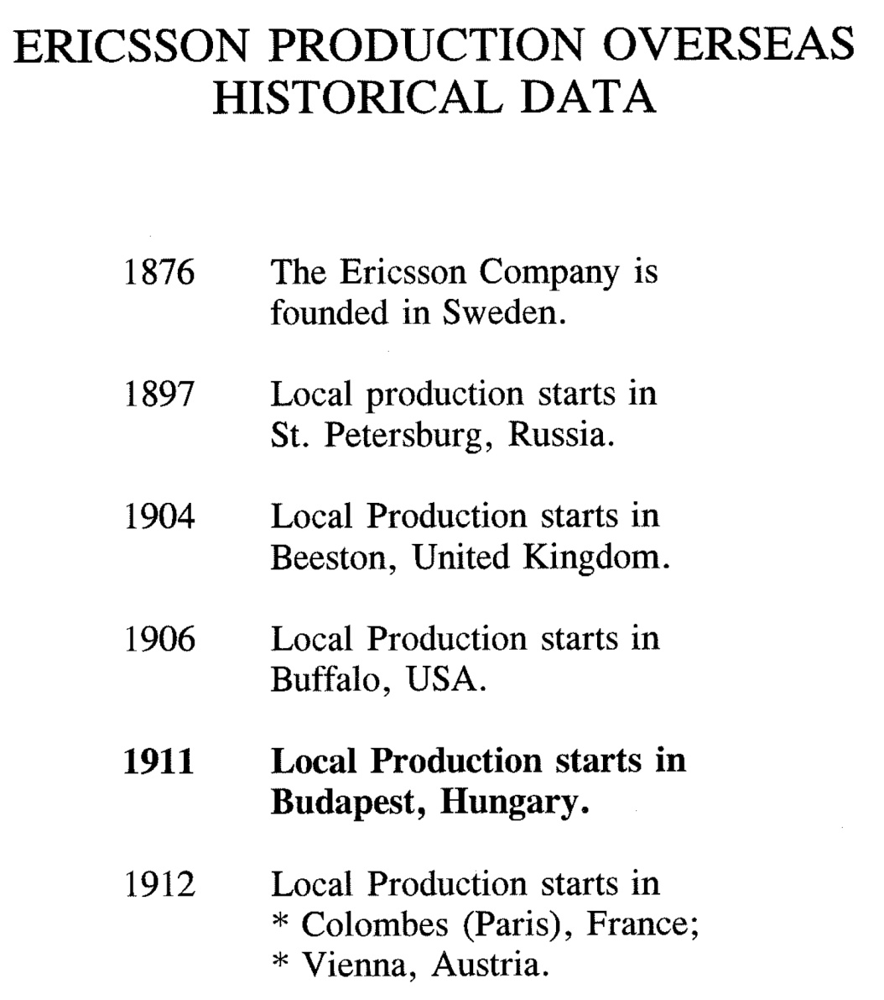 ERICSSON PRODUCTION OVERSEAS
HISTORICAL DATA
1876 The Ericsson Company is
founded in Sweden.
1897 Local production starts in
St. Petersburg, Russia.
1904 Local Production starts in
Beeston, United Kingdom.
1906 Local Production starts in
Buffalo, USA.
1911 Local Production starts in
Budapest, Hungary.
1912 Local Production starts in
* Colombes (Paris), France;
* Vienna, Austria.